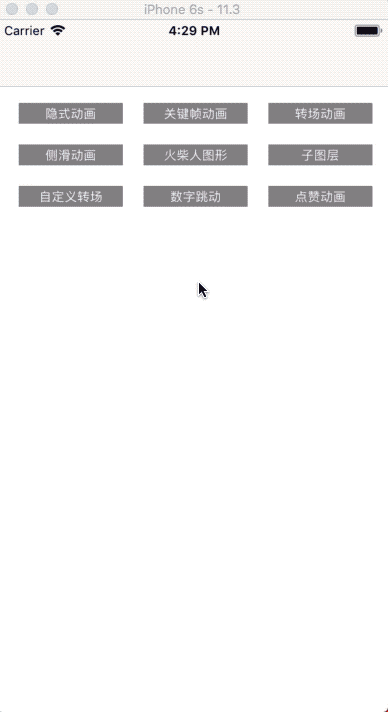 iPhone 6s - 11.3
Carrier 4:29 PM
隐式动画 关键帧动画 转场动画
侧滑动画 火柴人图形 子图层
自定义转场 数字跳动 点赞动画